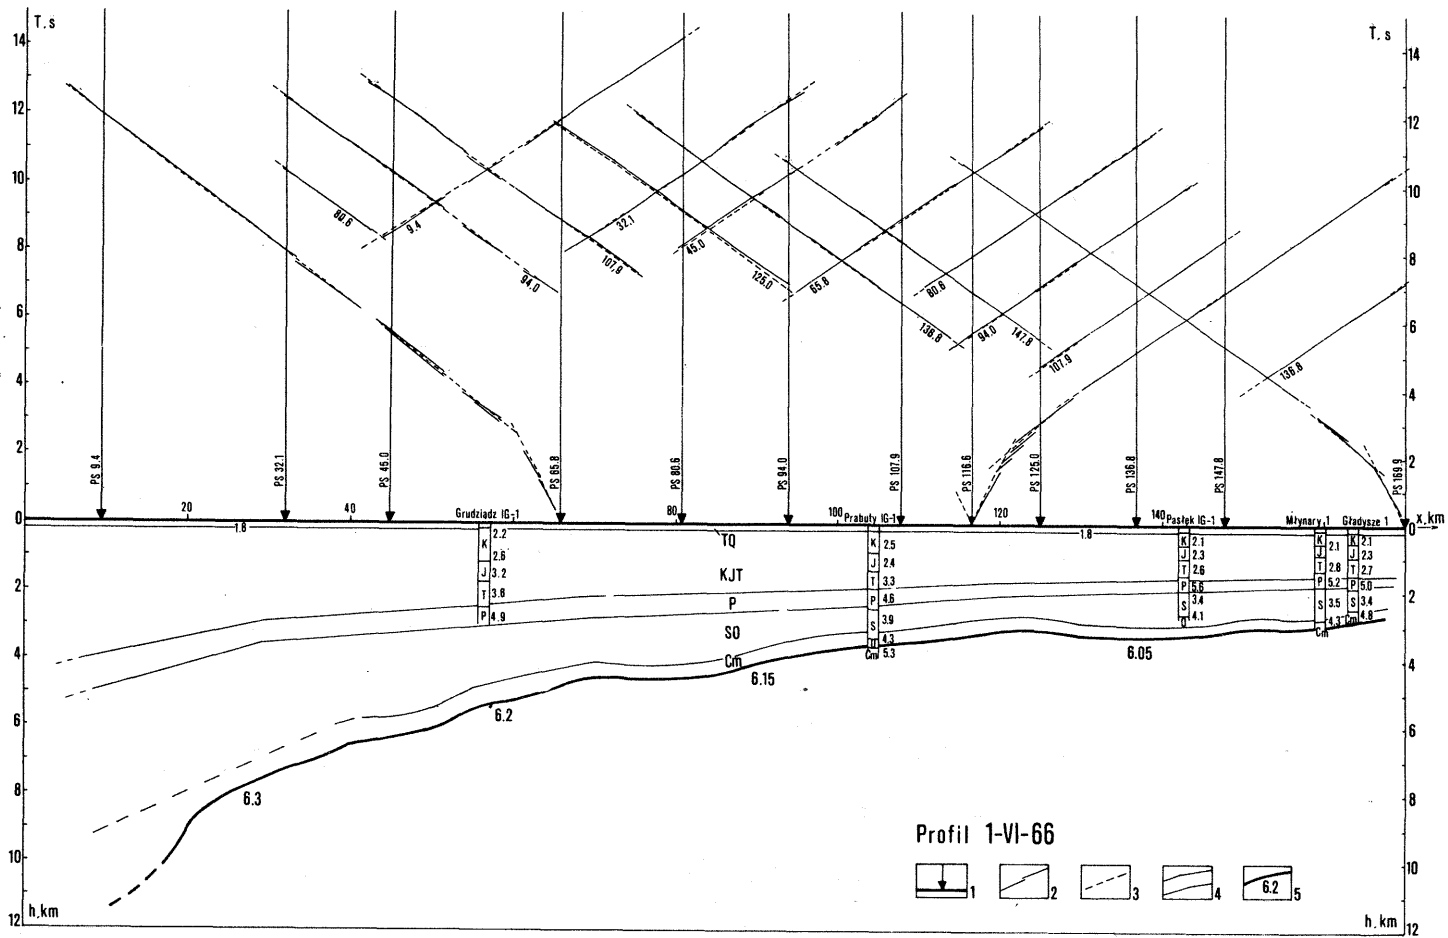 T.s
T.s
14
12
10
8
6
4
2
0
14
12
10
8
6
4
2
0
80.6
9.4
94.0
107,9
32.1
45.0
125.0
65.8
138.8
80.6
94.0
147.8
107.9
136.8
PS 9.4
PS 32.1
PS 45.0
PS 65.8
PS 80.6
PS 94.0
PS 107.9
PS 116.6
PS 125.0
PS 136.8
PS 147.8
PS 169.9
20
40
80
100
120
140
x,km
Grudziądz IG-1
Prabuty IG-1
Pasłęk IG-1
Młynary 1
Gładysze 1
1.8
1.8
TQ
KJT
P
SO
Cm
2.2
K
2.6
J 3.2
T 3.8
P 4.9
K 2.5
J 2.4
T 3.3
P 4.6
S 3.9
O 4.3
Cm 5.3
K 2.1
J 2.3
T 2.6
P 5.6
S 3.4
O 4.1
K 2.1
J
T 2.8
P 5.2
S 3.5
4.3
Cm
K 2.1
J 2.3
T 2.7
P 5.0
S 3.4
Cm 4.8
6.3
6.2
6.15
6.05
2
4
6
8
10
12
2
4
6
8
10
12
h,km
h,km
Profil 1-VI-66
1
2
3
4
6.2
5